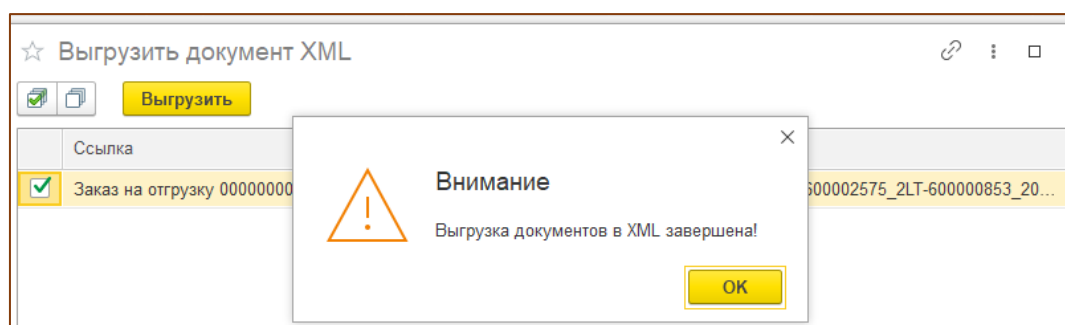 Выгрузить документ XML
Выгрузить
Ссылка
Внимание
Заказ на отгрузку 00000000
600002575_2LT-600000853_20...
Выгрузка документов в XML завершена!
OK